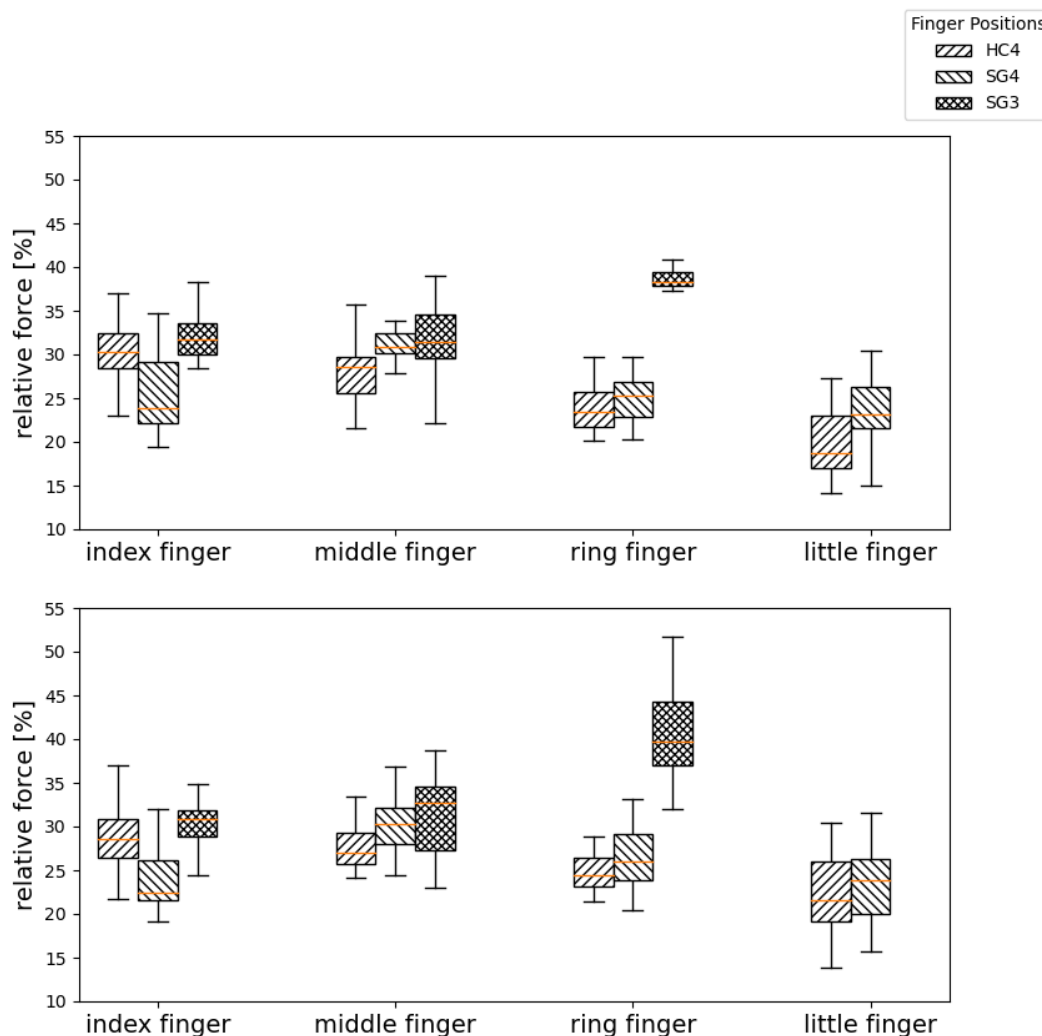 Finger Positions
HC4
SG4
SG3
55
50
45
40
35
30
25
20
15
10
relative force [%]
index finger middle finger ring finger little finger
55
50
45
40
35
30
25
20
15
10
relative force [%]
index finger middle finger ring finger little finger